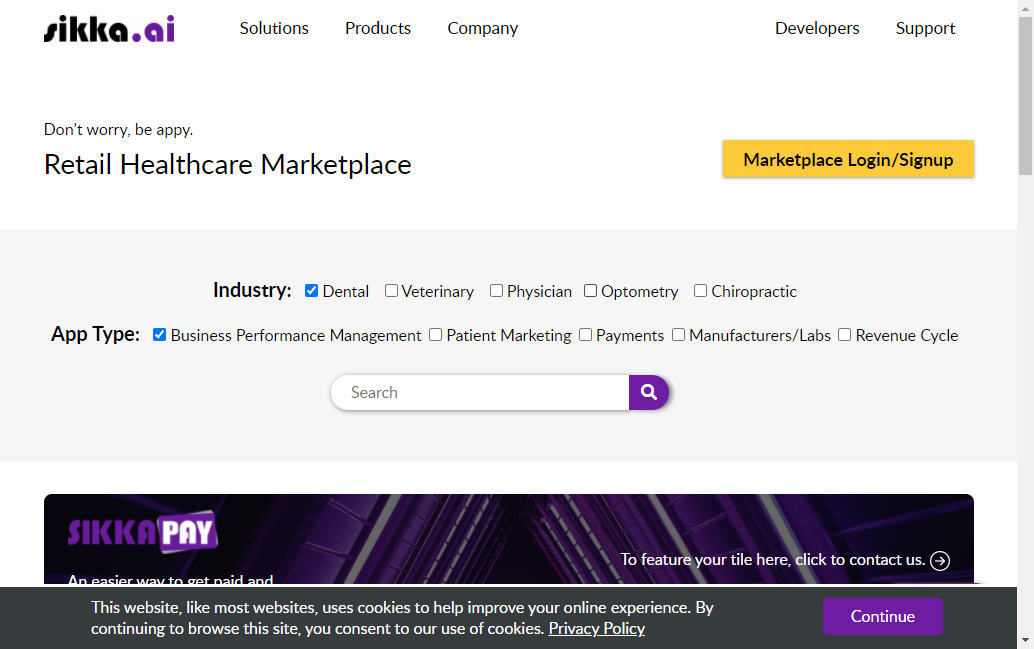 sikka.ai Solutions Products Company Developers Support
Don't worry, be appy.
Retail Healthcare Marketplace
Marketplace Login/Signup
Industry: Dental Veterinary Physician Optometry Chiropractic
App Type: Business Performance Management Patient Marketing Payments Manufacturers/Labs Revenue Cycle
Search
SIKKAPAY
To feature your tile here, click to contact us.
An easier way to get paid and
This website, like most websites, uses cookies to help improve your online experience. By
continuing to browse this site, you consent to our use of cookies. Privacy Policy
Continue